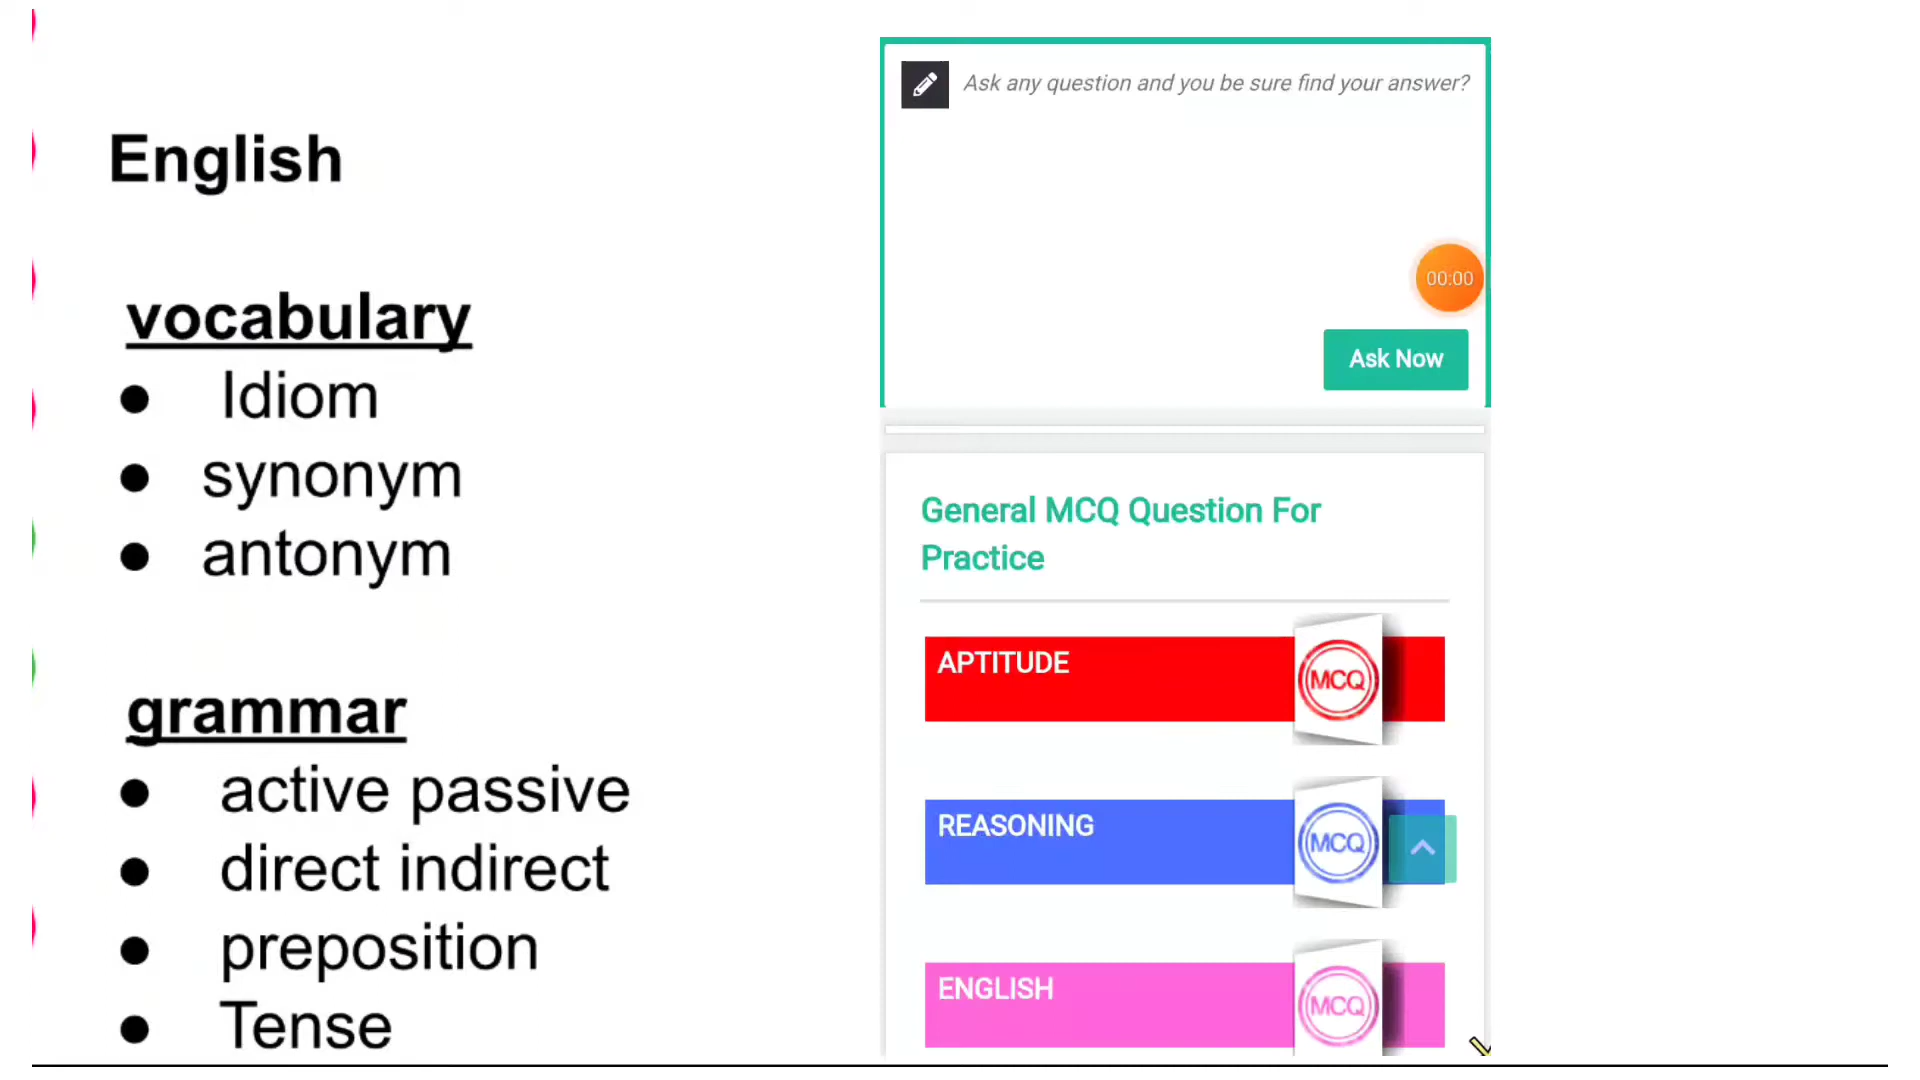 English
vocabulary
● Idiom
● synonym
● antonym
grammar
● active passive
● direct indirect
● preposition
● Tense
Ask any question and you be sure find your answer?
00:00
Ask Now
General MCQ Question For
Practice
APTITUDE
MCQ
REASONING
MCQ
ENGLISH
MCQ